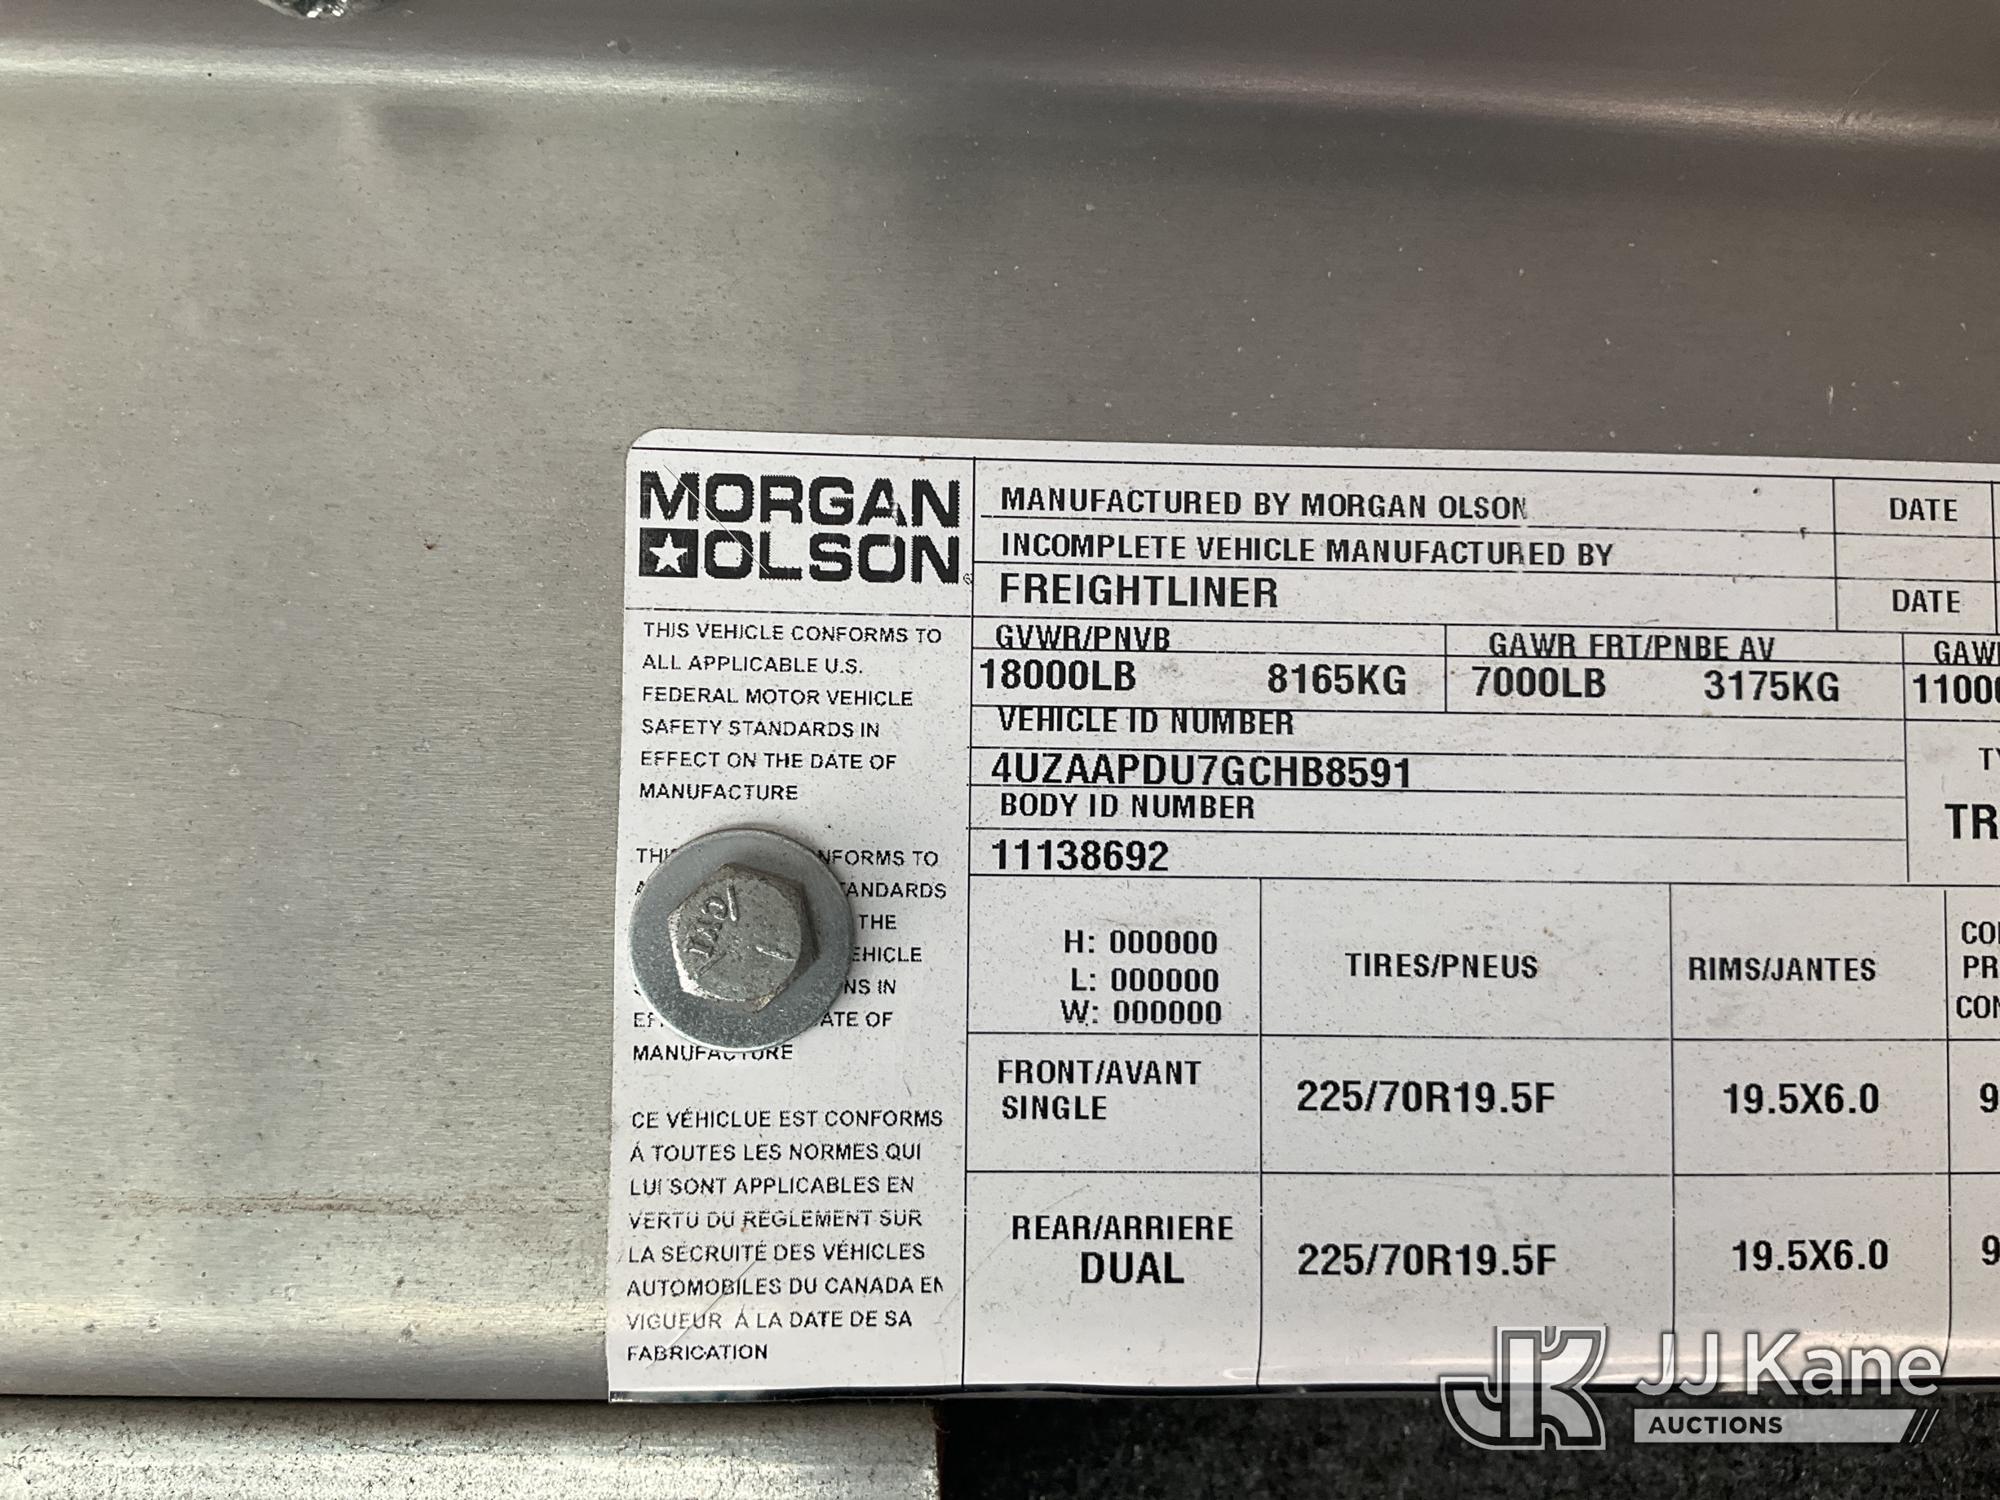 MORGAN
OLSON
THIS VEHICLE CONFORMS TO
ALL APPLICABLE U.S.
FEDERAL MOTOR VEHICLE
SAFETY STANDARDS IN
EFFECT ON THE DATE OF
MANUFACTURE
TO
THE
IN
OF
MANUFACTURE
CE VÉHICLUE EST CONFORMS
À TOUTES LES NORMES QUI
LUI SONT APPLICABLES EN
VERTU DU RÈGLEMENT SUR
LA SÉCRUITÉ DES VÉHICLES
AUTOMOBILES DU CANADA EN
VIGUEUR À LA DATE DE SA
FABRICATION
MANUFACTURED BY MORGAN OLSON DATE
INCOMPLETE VEHICLE MANUFACTURED BY
FREIGHTLINER DATE
GVWR/PNVB GAWR FRT/PNBE AV
18000LB 8165KG 7000LB 3175KG
VEHICLE ID NUMBER
4UZAAPDU7GCHB8591
BODY ID NUMBER
11138692
H: 000000
L: 000000
W: 000000
TIRES/PNEUS RIMS/JANTES
FRONT/AVANT
SINGLE 225/70R19.5F 19.5X6.0
REAR/ARRIERE
DUAL 225/70R19.5F 19.5X6.0
JK JJ Kane
AUCTIONS